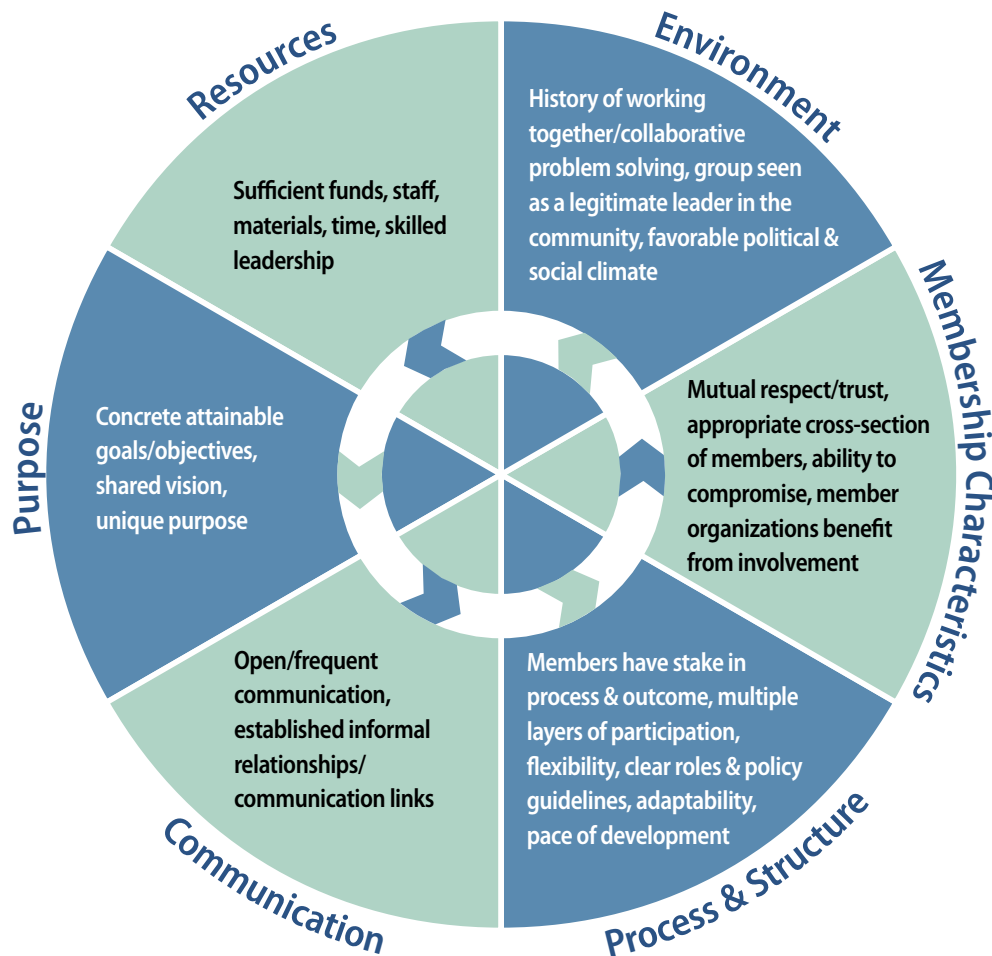 Resources
Sufficient funds, staff,
materials, time, skilled
leadership
Environment
History of working
together/collaborative
problem solving, group seen
as a legitimate leader in the
community, favorable political &
social climate
Membership Characteristics
Mutual respect/trust,
appropriate cross-section
of members, ability to
compromise, member
organizations benefit
from involvement
Process & Structure
Members have stake in
process & outcome, multiple
layers of participation,
flexibility, clear roles & policy
guidelines, adaptability,
pace of development
Communication
Open/frequent
communication,
established informal
relationships/
communication links
Purpose
Concrete attainable
goals/objectives,
shared vision,
unique purpose